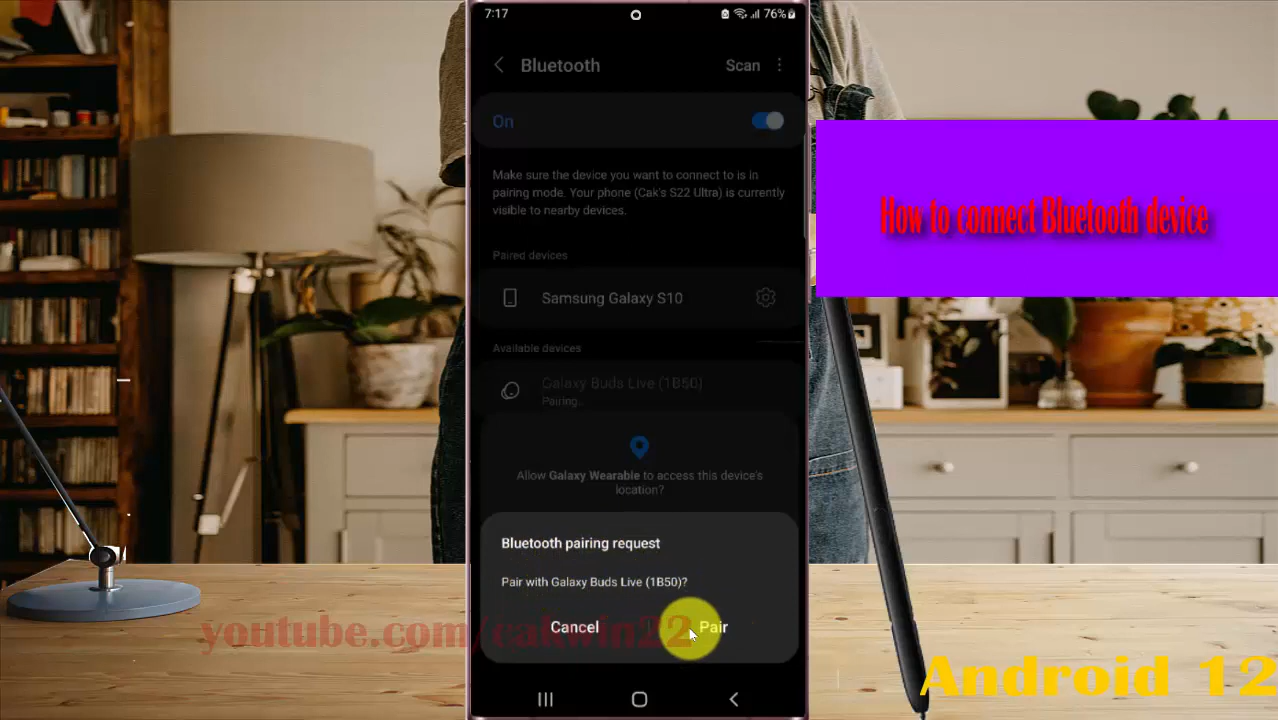 7:17
76%
Bluetooth
Scan
On
Make sure the device you want to connect to is in
pairing mode. Your phone (Cak's S22 Ultra) is currently
visible to nearby devices.
Paired devices
Samsung Galaxy S10
Available devices
Galaxy Buds Live (1B50)
Pairing...
Allow Galaxy Wearable to access this device's
location?
Bluetooth pairing request
Pair with Galaxy Buds Live (1B50)?
Cancel
Pair
youtube.com/cakwin22
How to connect Bluetooth device
Android 12